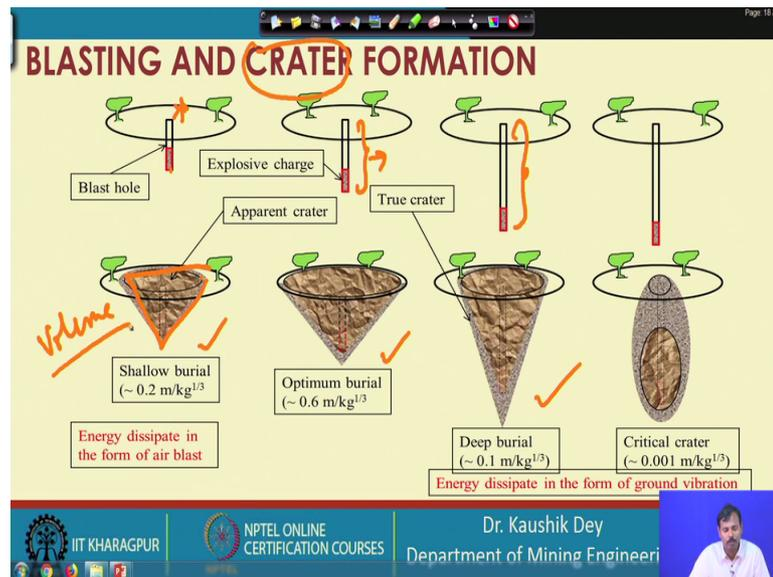 Page: 18
BLASTING AND CRATER FORMATION
Blast hole
Explosive charge
Apparent crater
True crater
Volume
Shallow burial
(~ 0.2 m/kg1/3)
Optimum burial
(~ 0.6 m/kg1/3
Deep burial
(~ 0.1 m/kg1/3)
Critical crater
(~ 0.001 m/kg1/3)
Energy dissipate in
the form of air blast
Energy dissipate in the form of ground vibration
IIT KHARAGPUR
NPTEL ONLINE
CERTIFICATION COURSES
Dr. Kaushik Dey
Department of Mining Engineeri